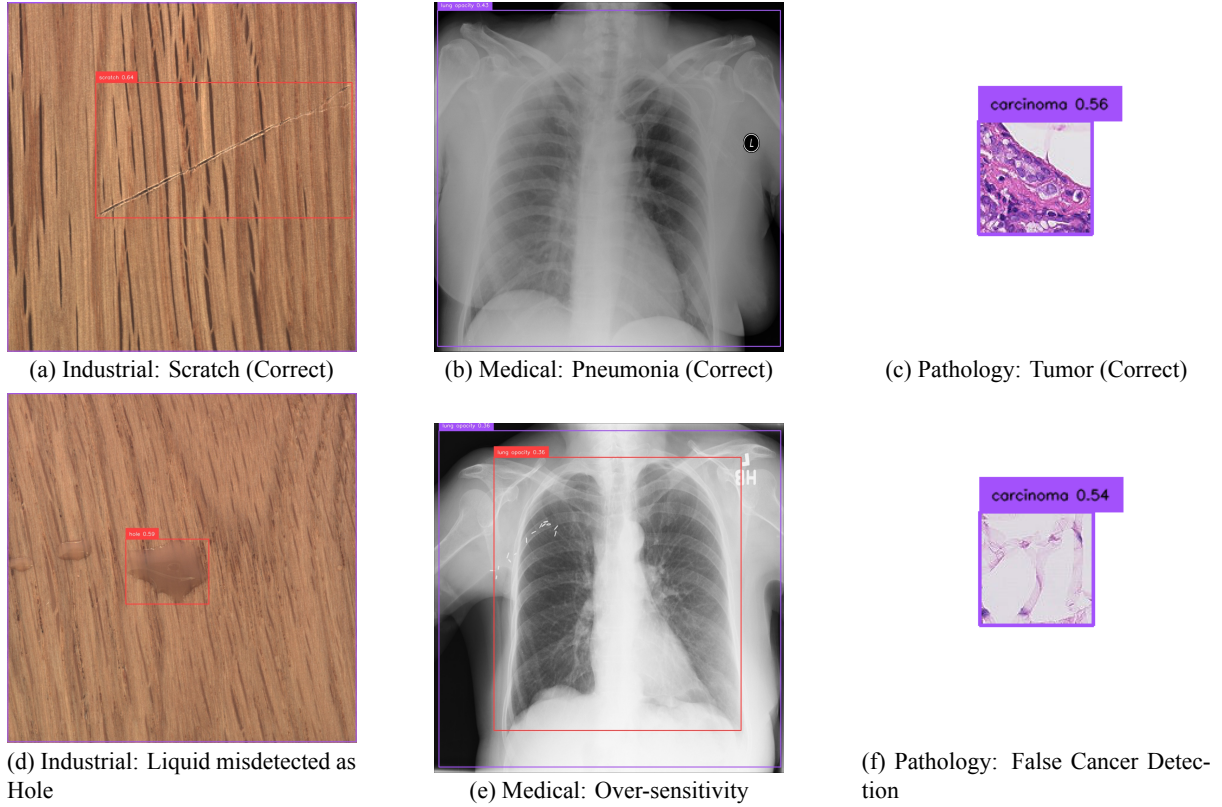 scratch 0.64
lung opacity 0.43
L
carcinoma 0.56
(a) Industrial: Scratch (Correct)
(b) Medical: Pneumonia (Correct)
(c) Pathology: Tumor (Correct)
hole 0.59
lung opacity 0.36
lung opacity 0.36
L
HB
carcinoma 0.54
(d) Industrial: Liquid misdetected as
Hole
(e) Medical: Over-sensitivity
(f) Pathology: False Cancer Detec-
tion